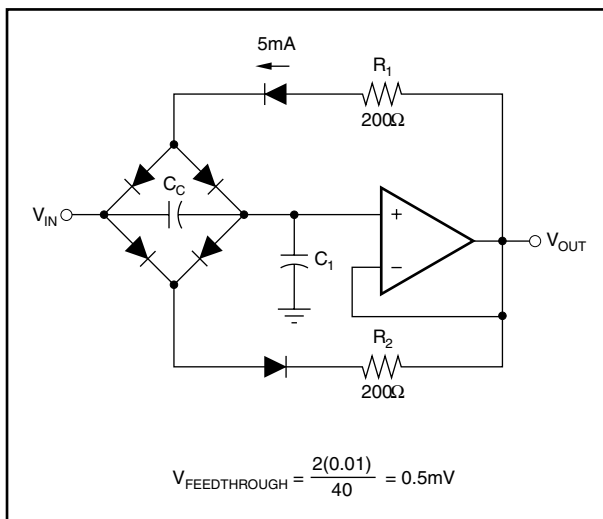 5mA
R1
200Ω
CC
VIN
+
−
C1
VOUT
R2
200Ω
VFEEDTHROUGH = 2(0.01) / 40 = 0.5mV